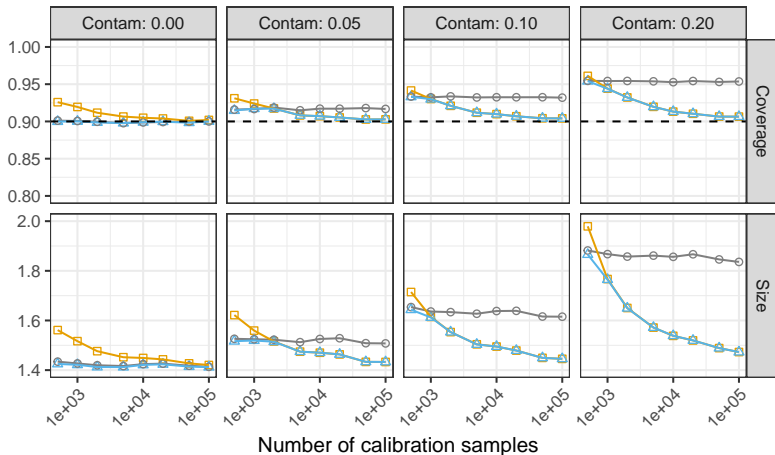 Contam: 0.00 Contam: 0.05 Contam: 0.10 Contam: 0.20
1.00
0.95
0.90
0.85
0.80
Coverage
2.0
1.8
1.6
1.4
Size
1e+03 1e+04 1e+05 1e+03 1e+04 1e+05 1e+03 1e+04 1e+05 1e+03 1e+04 1e+05
Number of calibration samples